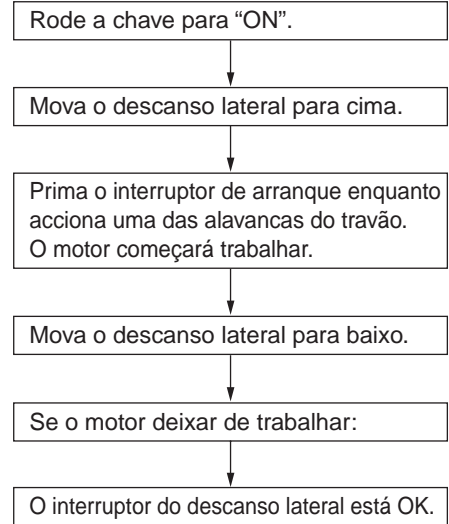 Rode a chave para “ON”.
Mova o descanso lateral para cima.
Prima o interruptor de arranque enquanto
acciona uma das alavancas do travão.
O motor começará trabalhar.
Mova o descanso lateral para baixo.
Se o motor deixar de trabalhar:
O interruptor do descanso lateral está OK.